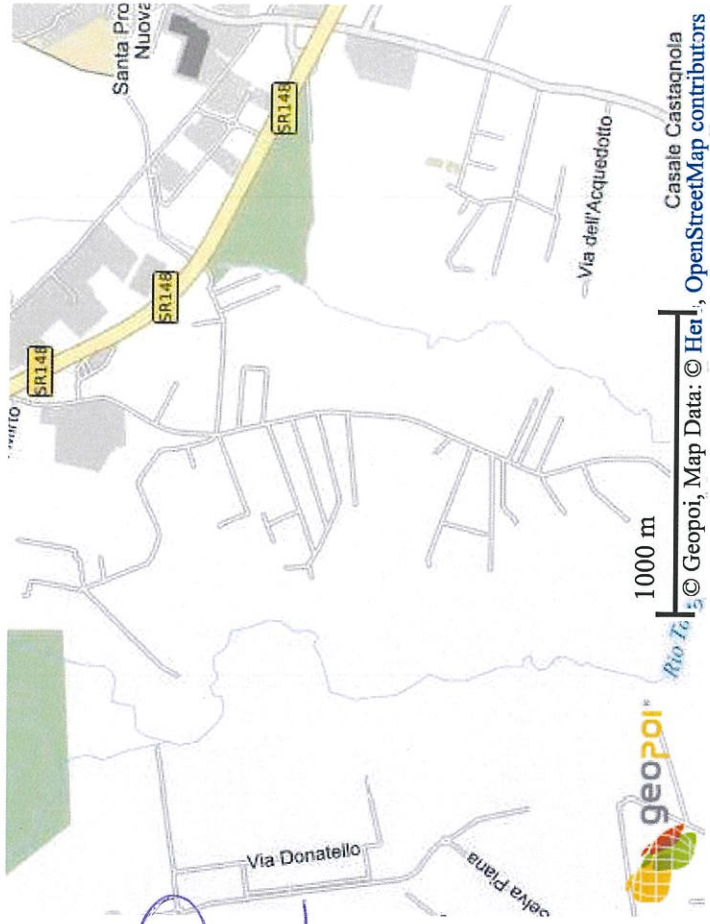 Santa Pro
Nuova
SR148
SR148
SR148
Via dell'Acquedotto
Casale Castagnola
Via Donatello
elva Piana
1000 m
Rio To
geopoi®
© Geopoi, Map Data: © Her, OpenStreetMap contributors